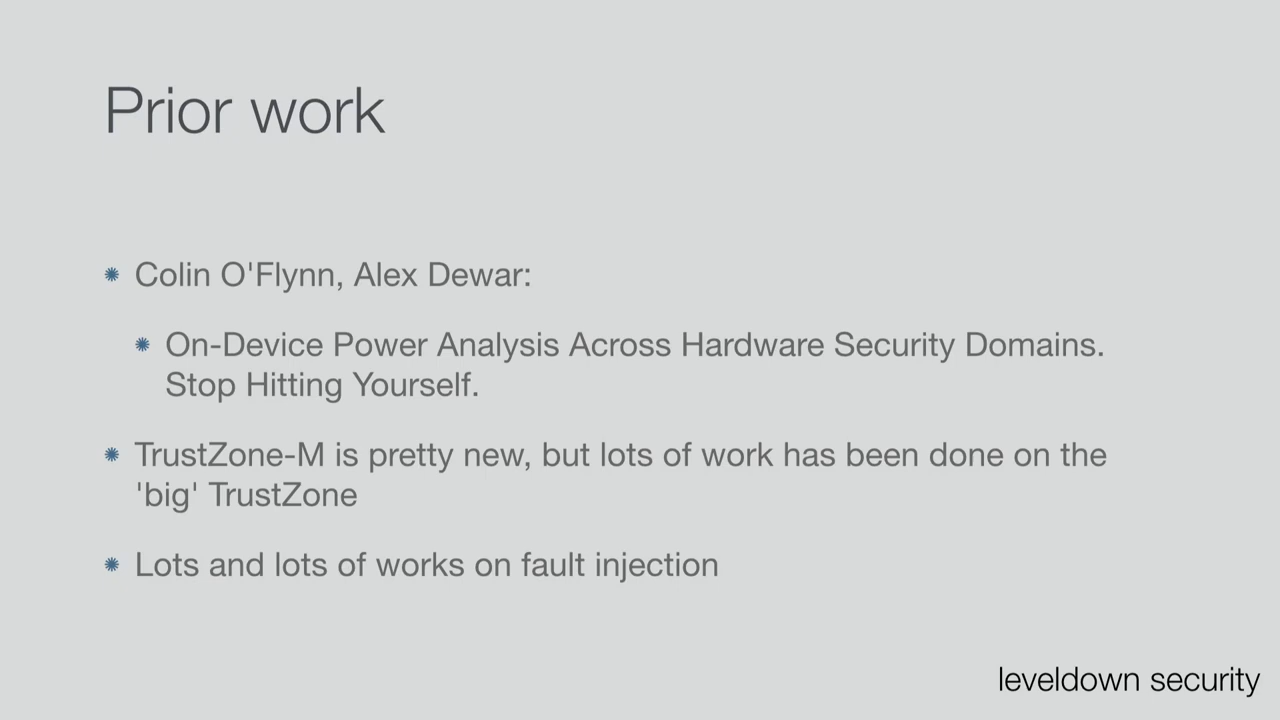 Prior work
Colin O'Flynn, Alex Dewar:
On-Device Power Analysis Across Hardware Security Domains.
Stop Hitting Yourself.
TrustZone-M is pretty new, but lots of work has been done on the
'big' TrustZone
Lots and lots of works on fault injection
leveldown security